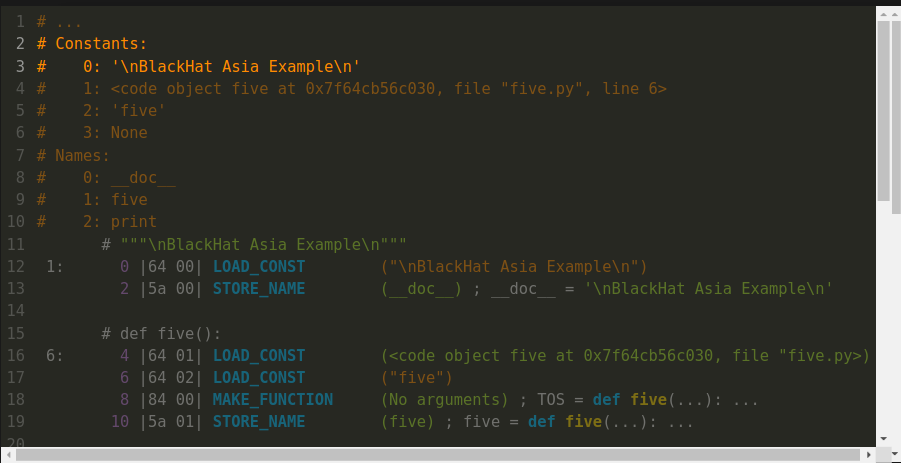 1 # ...
2 # Constants:
3 #    0: '\nBlackHat Asia Example\n'
4 #    1: <code object five at 0x7f64cb56c030, file "five.py", line 6>
5 #    2: 'five'
6 #    3: None
7 # Names:
8 #    0: __doc__
9 #    1: five
10 #    2: print
11        # """\nBlackHat Asia Example\n"""
12  1:      0 |64 00| LOAD_CONST        ("\nBlackHat Asia Example\n")
13          2 |5a 00| STORE_NAME        (__doc__) ; __doc__ = '\nBlackHat Asia Example\n'
14
15        # def five():
16  6:      4 |64 01| LOAD_CONST        (<code object five at 0x7f64cb56c030, file "five.py>)
17          6 |64 02| LOAD_CONST        ("five")
18          8 |84 00| MAKE_FUNCTION     (No arguments) ; TOS = def five(...): ...
19         10 |5a 01| STORE_NAME        (five) ; five = def five(...): ...
20